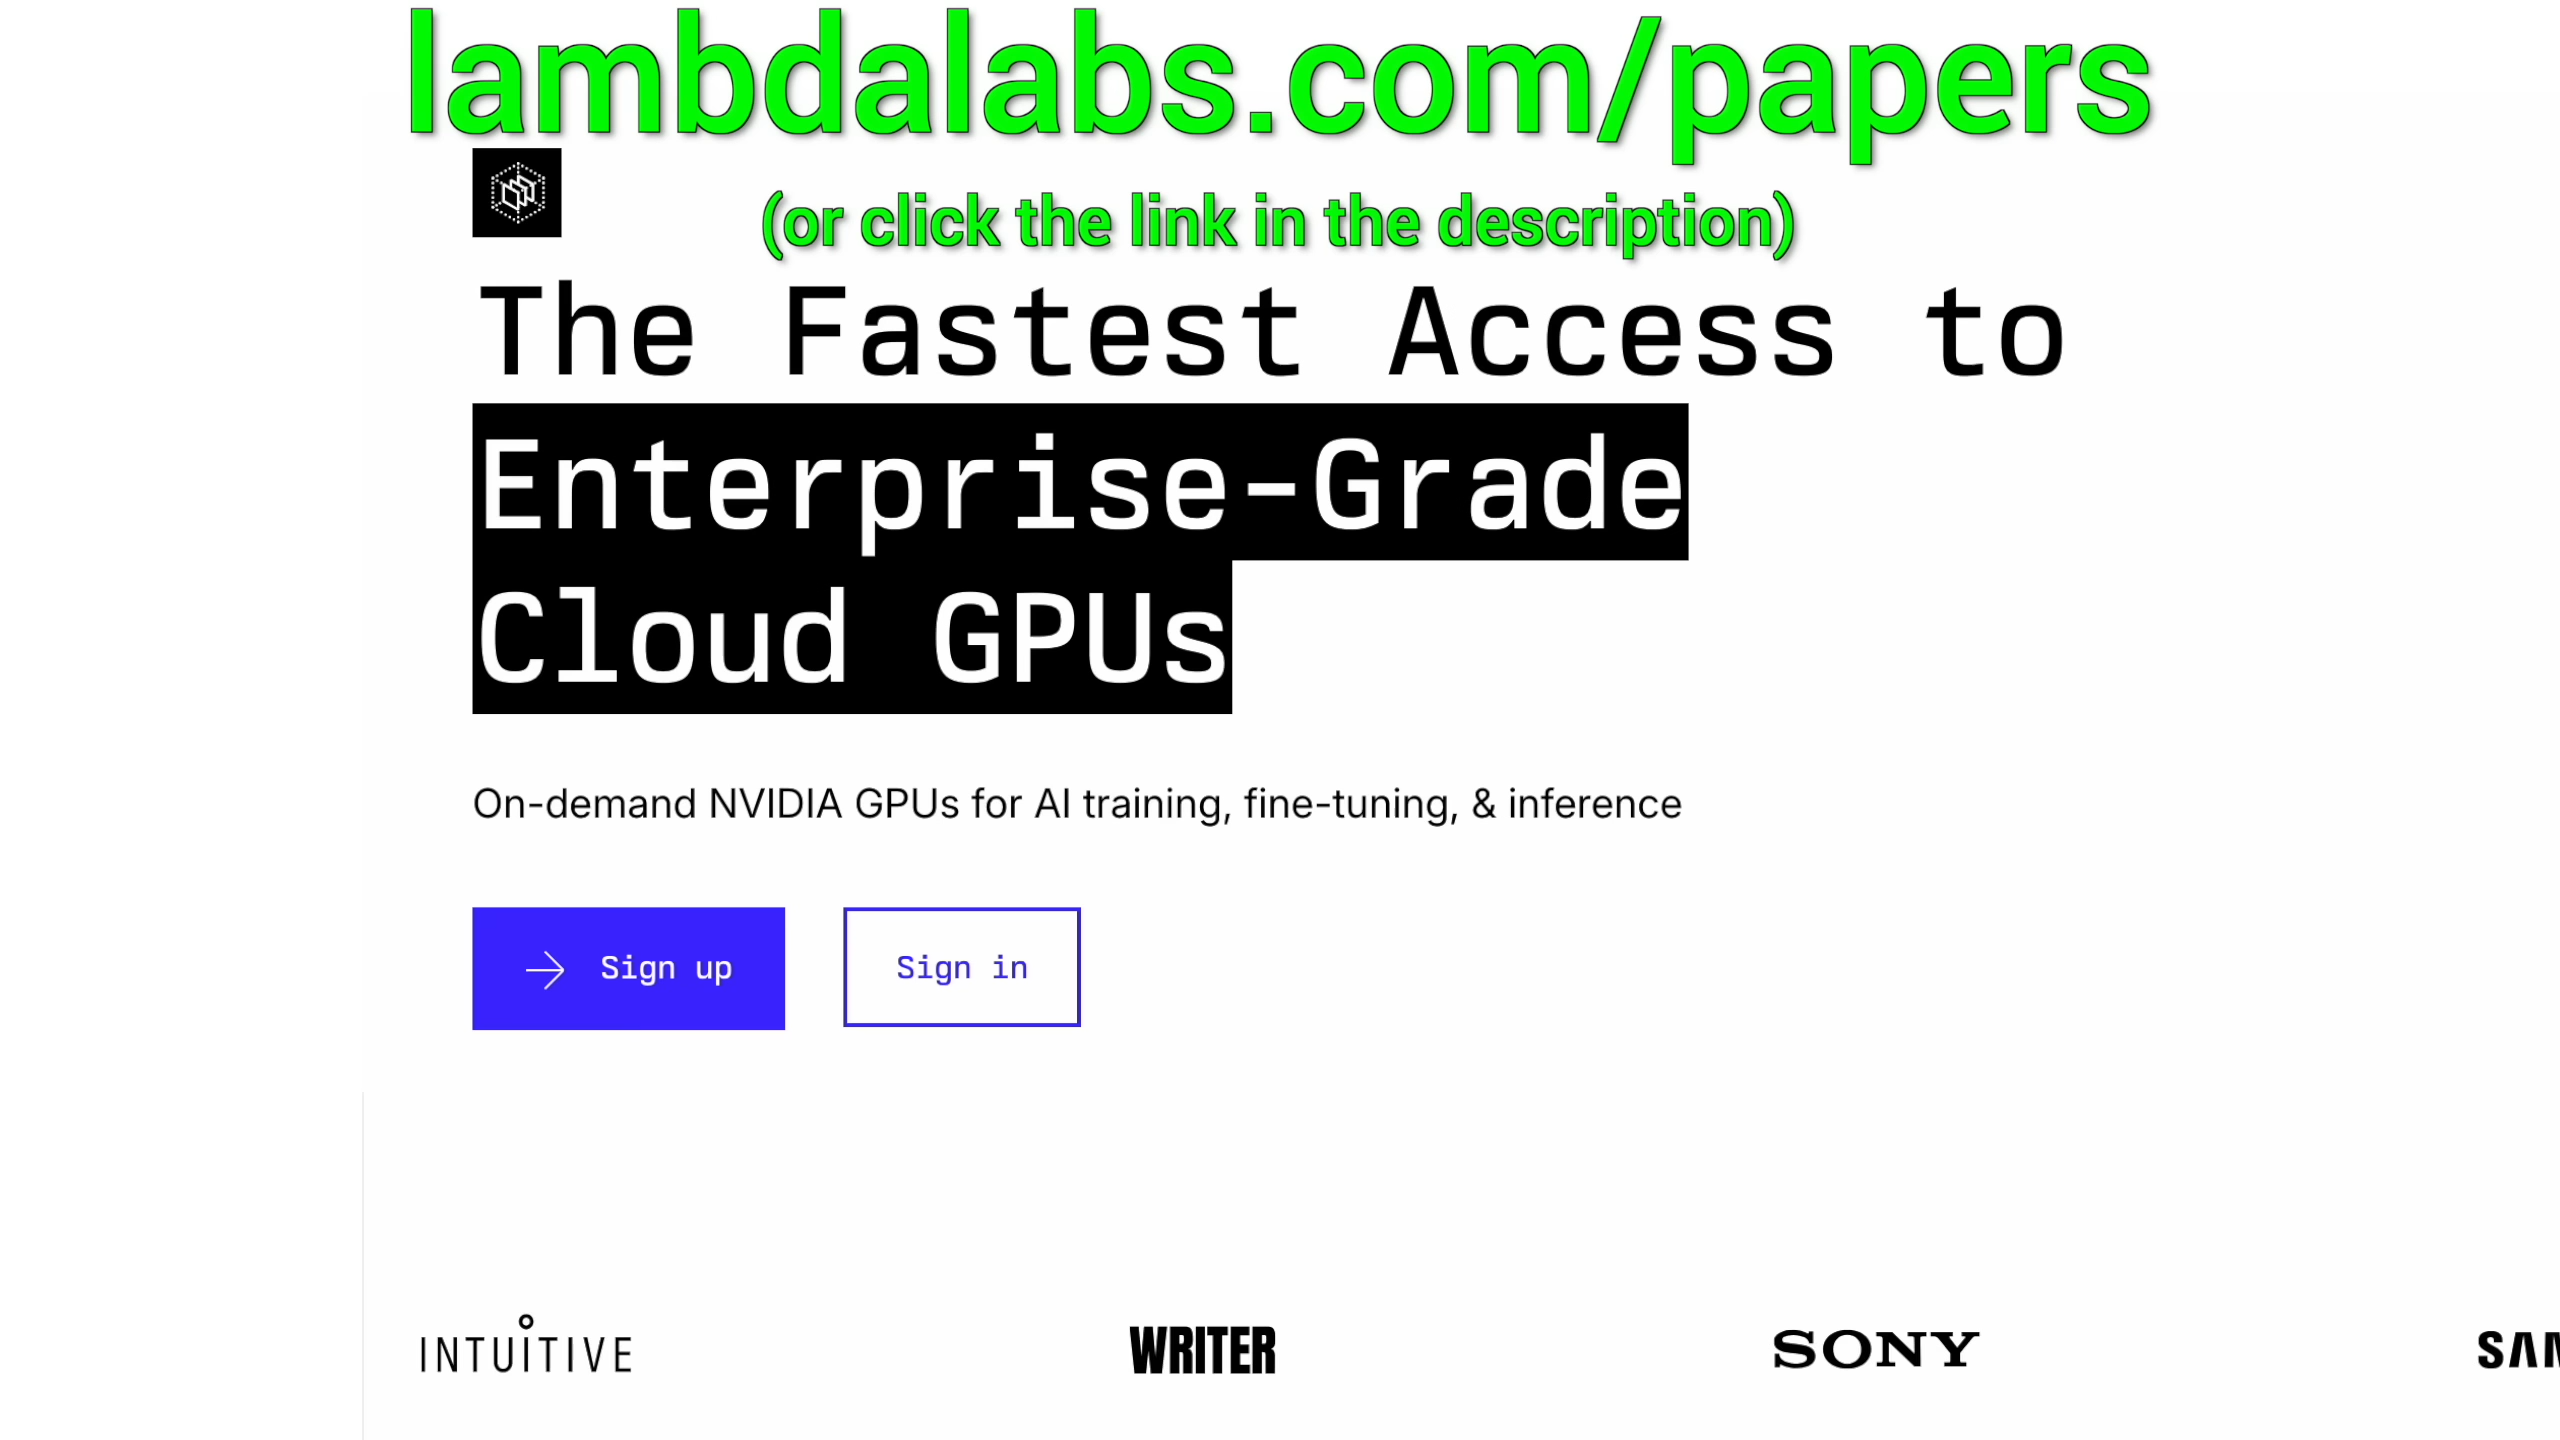 lambdalabs.com/papers
(or click the link in the description)
The Fastest Access to
Enterprise-Grade
Cloud GPUs
On-demand NVIDIA GPUs for AI training, fine-tuning, & inference
Sign up
Sign in
INTUITIVE
WRITER
SONY